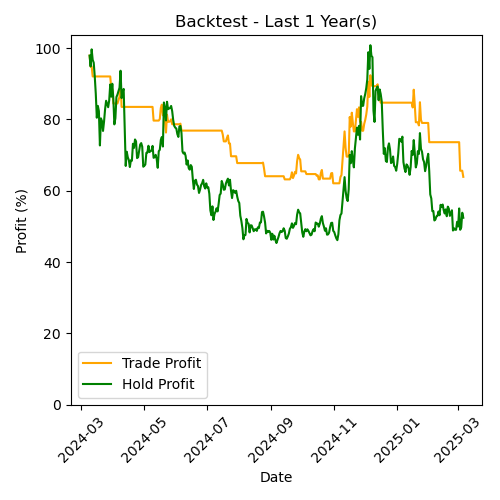 Backtest - Last 1 Year(s)
Profit (%)
100
80
60
40
20
0
Trade Profit
Hold Profit
2024-03
2024-05
2024-07
2024-09
2024-11
2025-01
2025-03
Date